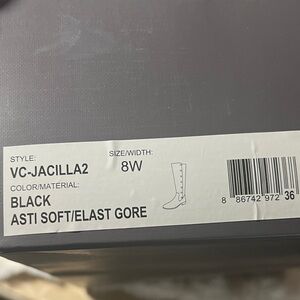 STYLE: SIZE/WIDTH:
VC-JACILLA2 8W
COLOR/MATERIAL:
BLACK
ASTI SOFT/ELAST GORE
8 86742 972 36